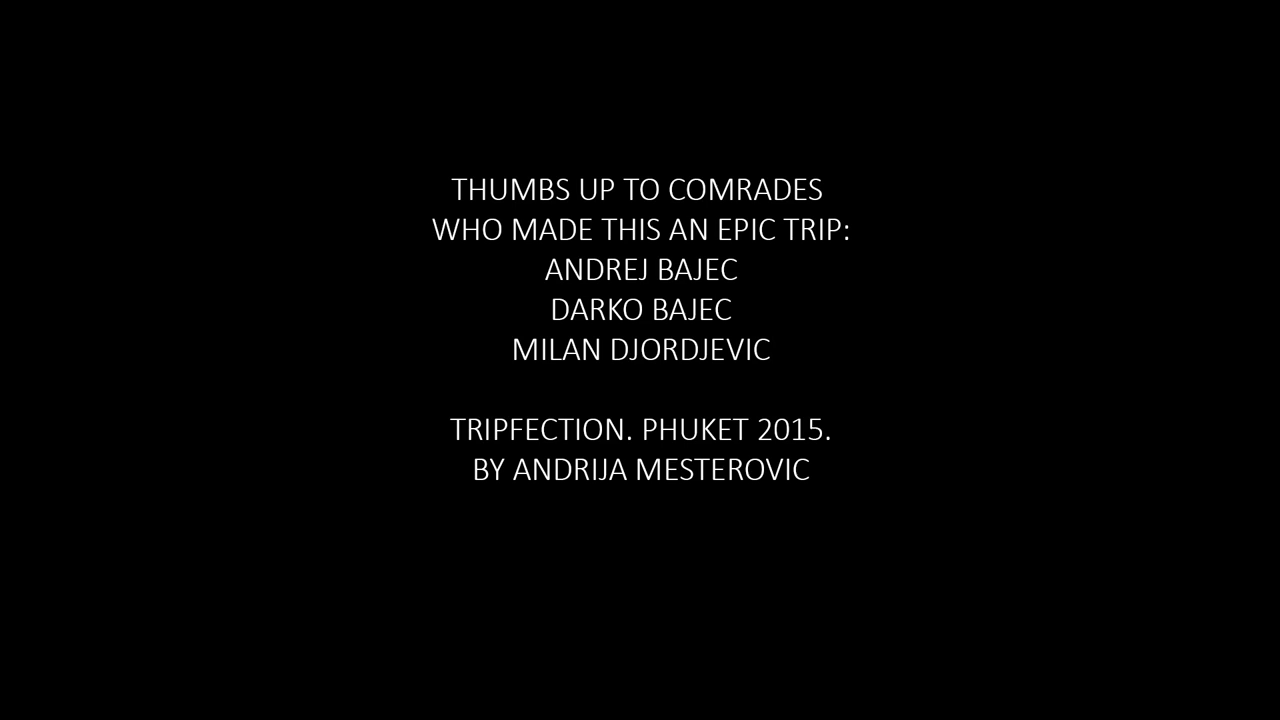 THUMBS UP TO COMRADES
WHO MADE THIS AN EPIC TRIP:
ANDREJ BAJEC
DARKO BAJEC
MILAN DJORDJEVIC
TRIPFECTION. PHUKET 2015.
BY ANDRIJA MESTEROVIC